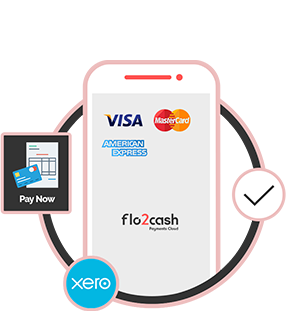 VISA
MasterCard
AMERICAN
EXPRESS
Pay Now
flo2cash
Payments Cloud
xero